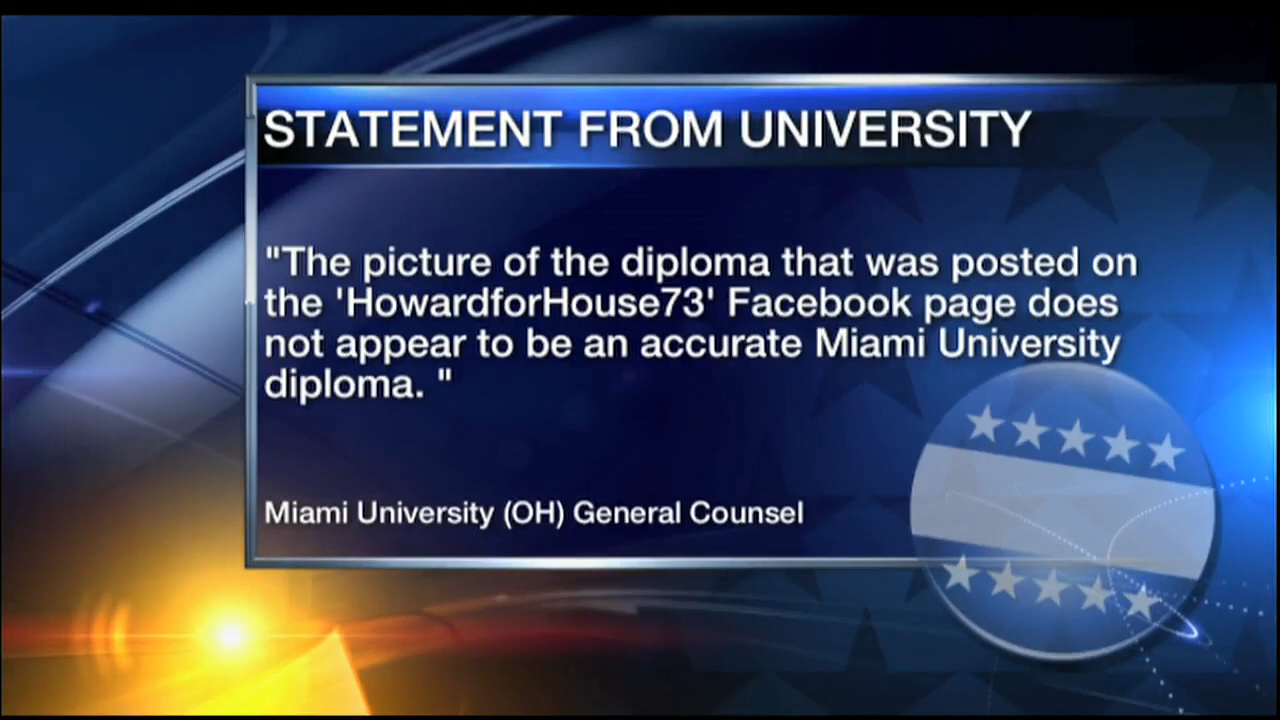 STATEMENT FROM UNIVERSITY
"The picture of the diploma that was posted on
the 'HowardforHouse73' Facebook page does
not appear to be an accurate Miami University
diploma. "
Miami University (OH) General Counsel